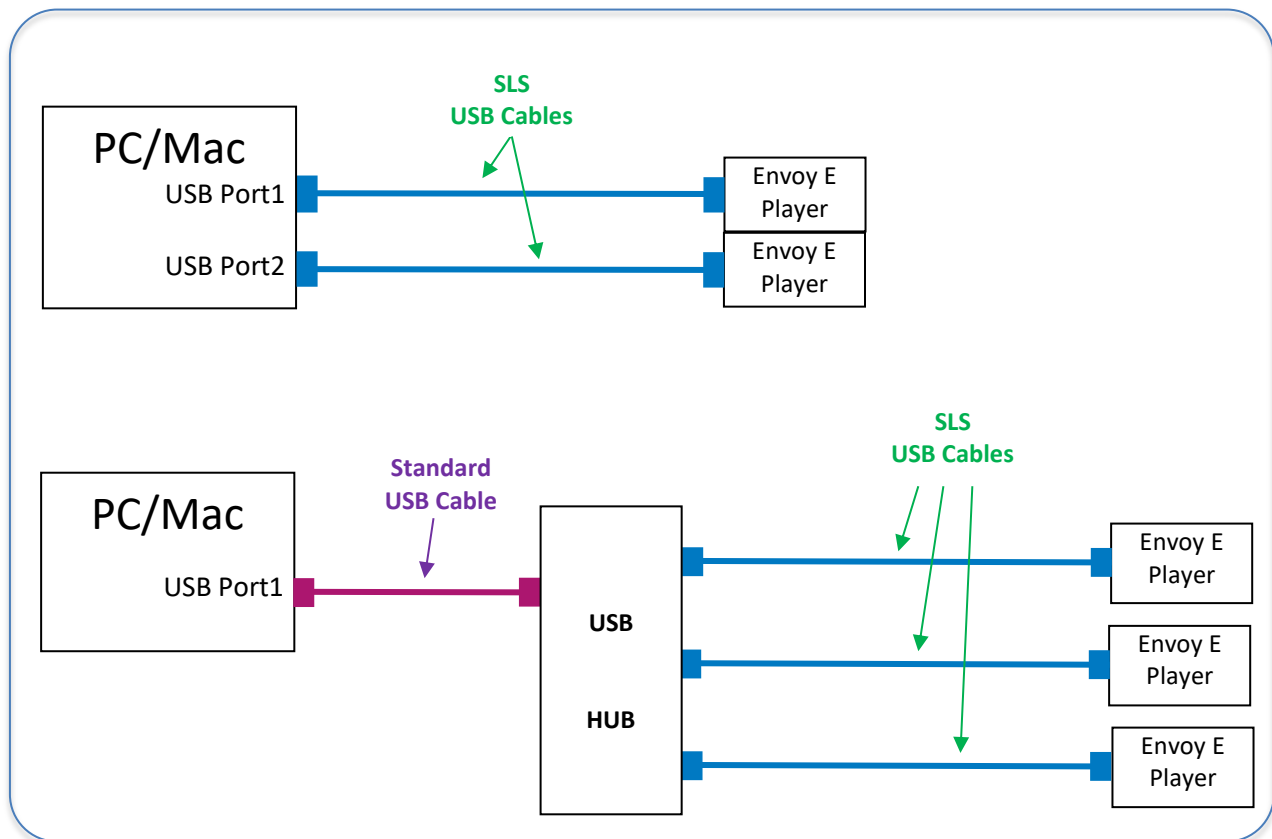 SLS
USB Cables
PC/Mac
USB Port1
USB Port2
Envoy E
Player
Envoy E
Player
SLS
USB Cables
Standard
USB Cable
PC/Mac
USB Port1
USB
HUB
Envoy E
Player
Envoy E
Player
Envoy E
Player